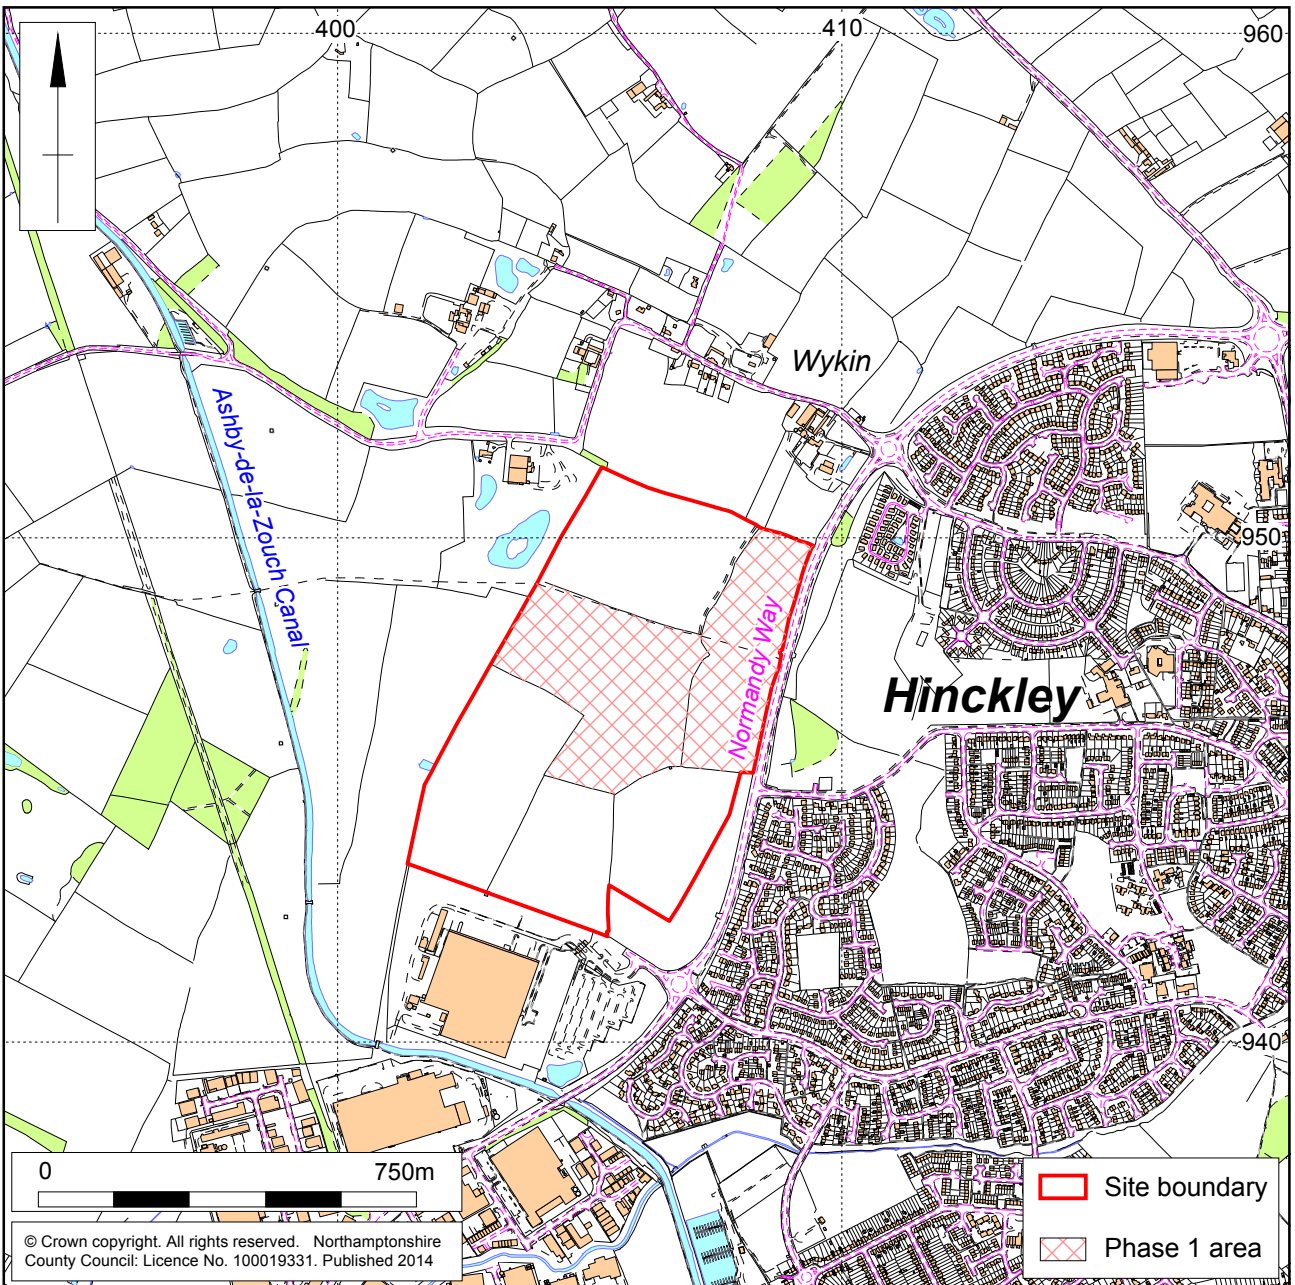 400
410
960
Wykin
Ashby-de-la-Zouch Canal
950
Normandy Way
Hinckley
940
0 750m
Site boundary
Phase 1 area
© Crown copyright. All rights reserved. Northamptonshire
County Council: Licence No. 100019331. Published 2014